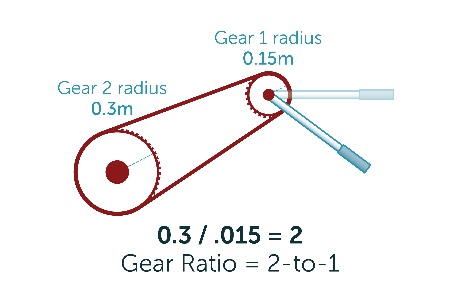 Gear 1 radius
0.15m
Gear 2 radius
0.3m
0.3 / .015 = 2
Gear Ratio = 2-to-1